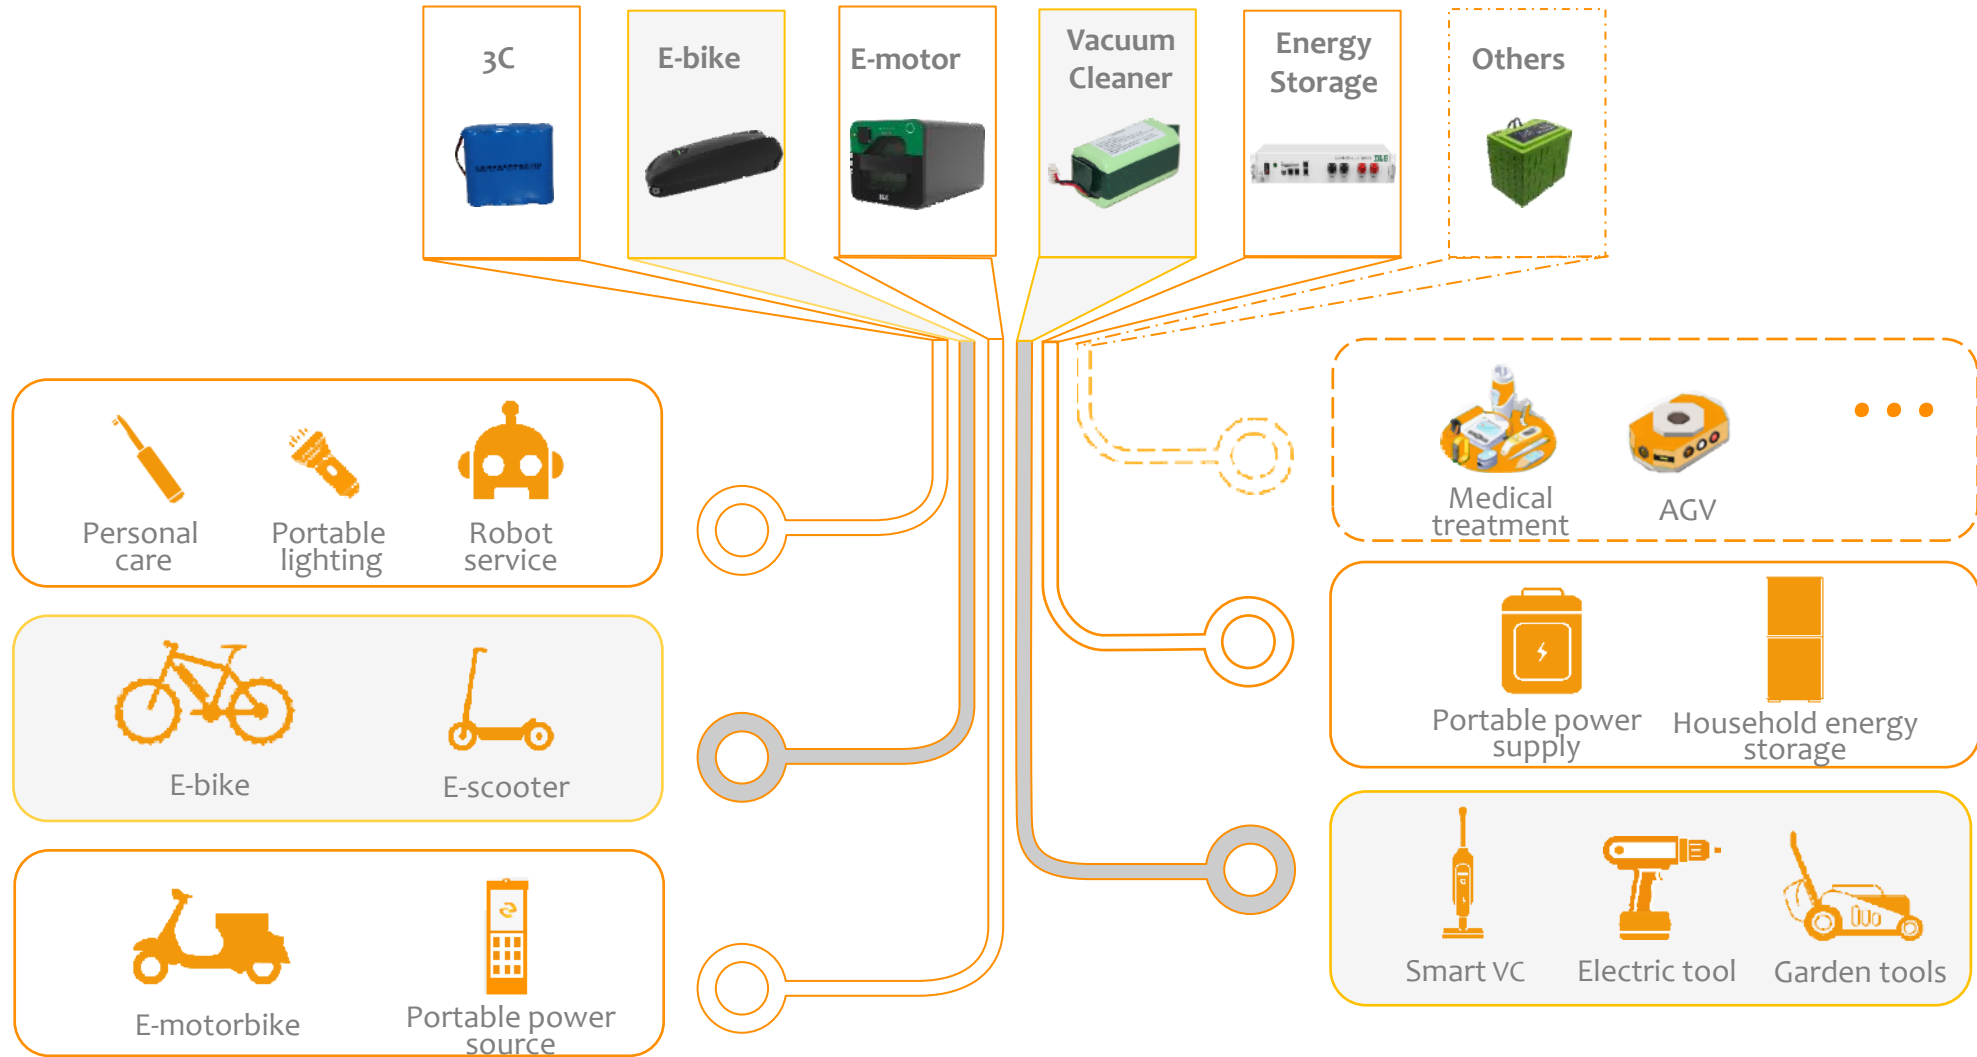 3C
E-bike
E-motor
Vacuum
Cleaner
Energy
Storage
Others
DLG
Personal
care
Portable
lighting
Robot
service
Medical
treatment
AGV
E-bike
E-scooter
Portable power
supply
Household energy
storage
E-motorbike
Portable power
source
Smart VC
Electric tool
Garden tools